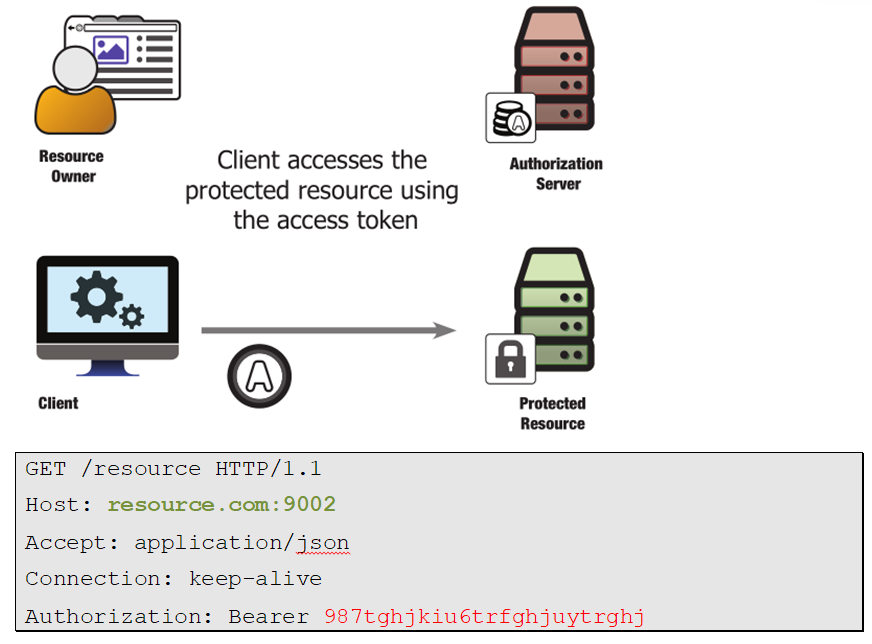 Resource
Owner
Client accesses the
protected resource using
the access token
A
Authorization
Server
Client
A
Protected
Resource
GET /resource HTTP/1.1
Host: resource.com:9002
Accept: application/json
Connection: keep-alive
Authorization: Bearer 987tghjkiu6trfghjuytrghj